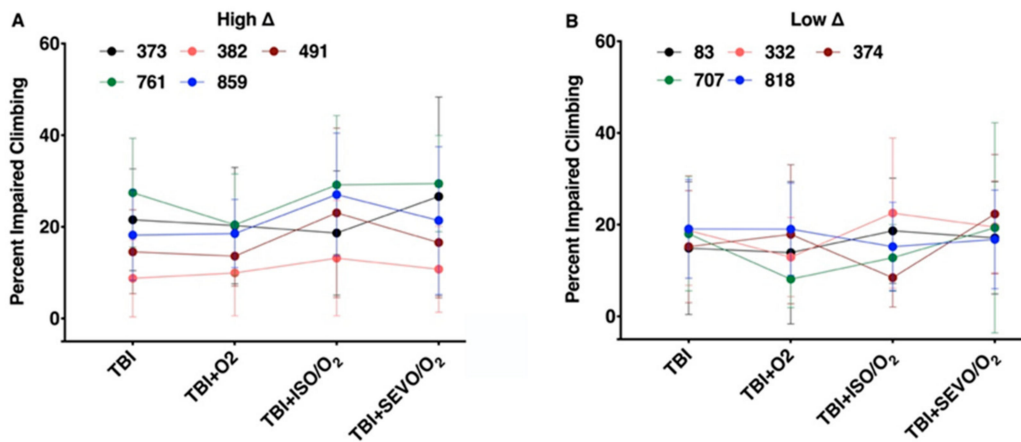 A
High Δ
Percent Impaired Climbing
60
40
20
0
373 382 491
761 859
TBI
TBI+O2
TBI+ISO/O₂
TBI+SEVO/O₂
B
Low Δ
Percent Impaired Climbing
60
40
20
0
83 332 374
707 818
TBI
TBI+O2
TBI+ISO/O₂
TBI+SEVO/O₂